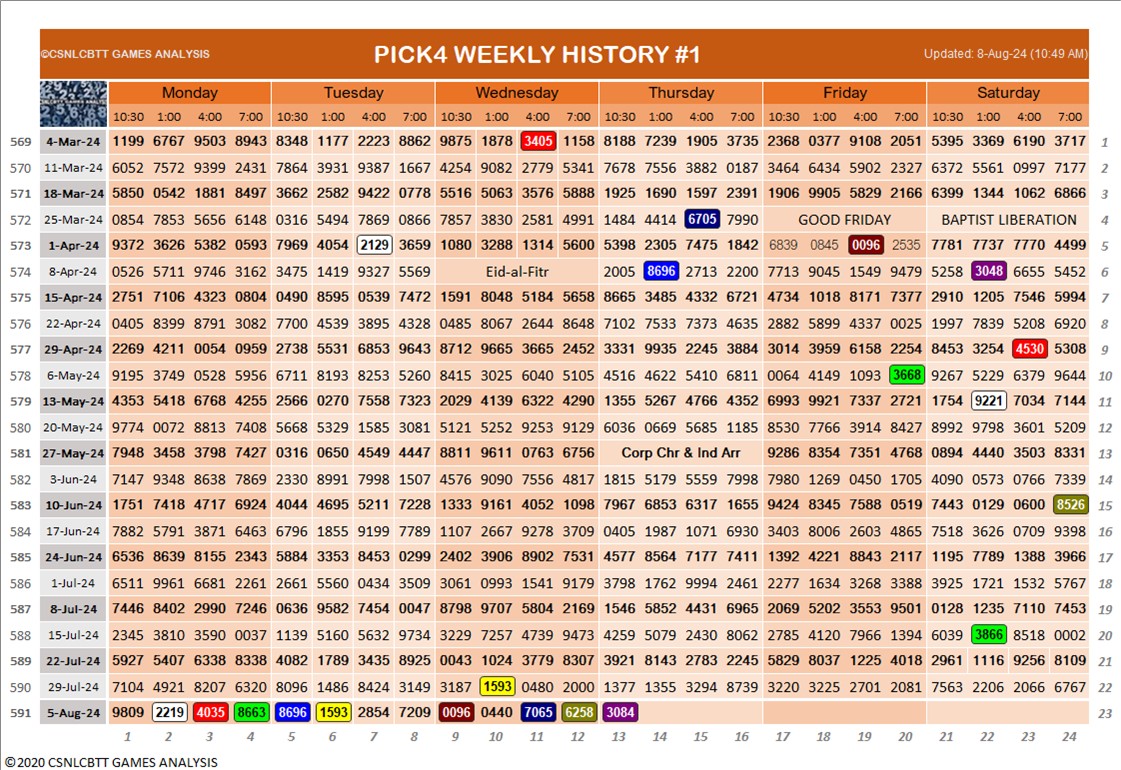 ©CSNLCBTT GAMES ANALYSIS PICK4 WEEKLY HISTORY #1 Updated: 8-Aug-24 (10:49 AM)
Monday Tuesday Wednesday Thursday Friday Saturday
10:30 1:00 4:00 7:00 10:30 1:00 4:00 7:00 10:30 1:00 4:00 7:00 10:30 1:00 4:00 7:00 10:30 1:00 4:00 7:00 10:30 1:00 4:00 7:00
569 4-Mar-24 1199 6767 9503 8943 8348 1177 2223 8862 9875 1878 3405 1158 8188 7239 1905 3735 2368 0377 9108 2051 5395 3369 6190 3717 1
570 11-Mar-24 6052 7572 9399 2431 7864 3931 9387 1667 4254 9082 2779 5341 7678 7556 3882 0187 3464 6434 5902 2327 6372 5561 0997 7177 2
571 18-Mar-24 5850 0542 1881 8497 3662 2582 9422 0778 5516 5063 3576 5888 1925 1690 1597 2391 1906 9905 5829 2166 6399 1344 1062 6866 3
572 25-Mar-24 0854 7853 5656 6148 0316 5494 7869 0866 7857 3830 2581 4991 1484 4414 6705 7990 GOOD FRIDAY BAPTIST LIBERATION 4
573 1-Apr-24 9372 3626 5382 0593 7969 4054 2129 3659 1080 3288 1314 5600 5398 2305 7475 1842 6839 0845 0096 2535 7781 7737 7770 4499 5
574 8-Apr-24 0526 5711 9746 3162 3475 1419 9327 5569 Eid-al-Fitr 2005 8696 2713 2200 7713 9045 1549 9479 5258 3048 6655 5452 6
575 15-Apr-24 2751 7106 4323 0804 0490 8595 0539 7472 1591 8048 5184 5658 8665 3485 4332 6721 4734 1018 8171 7377 2910 1205 7546 5994 7
576 22-Apr-24 0405 8399 8791 3082 7700 4539 3895 4328 0485 8067 2644 8648 7102 7533 7373 4635 2882 5899 4337 0025 1997 7839 5208 6920 8
577 29-Apr-24 2269 4211 0054 0959 2738 5531 6853 9643 8712 9665 3665 2452 3331 9935 2245 3884 3014 3959 6158 2254 8453 3254 4530 5308 9
578 6-May-24 9195 3749 0528 5956 6711 8136 8253 5260 8415 3025 6040 5105 4516 4622 5410 6811 0064 4149 1093 3668 9267 5229 6379 9644 10
579 13-May-24 4353 5418 6768 4255 2566 0270 7558 7323 2029 4139 6322 4290 1355 5267 4766 4352 6993 9921 7337 2721 1754 9221 7034 7144 11
580 20-May-24 9774 0072 8813 7408 5668 5329 1585 3081 5121 5252 9253 9129 6036 0669 5685 1185 8530 7766 3914 8427 8992 9798 3601 5209 12
581 27-May-24 7948 3458 3798 7427 0316 0650 4549 4447 8811 9611 0763 6756 Corp Chr & Ind Arr 9286 8354 7351 4768 0894 4440 3503 8331 13
582 3-Jun-24 7147 9348 8638 7869 2330 8991 7998 1507 4576 9090 7556 4817 1815 5179 5559 7998 7980 1269 0450 1705 4090 0573 0766 7339 14
583 10-Jun-24 1751 7418 4717 6924 4044 4695 5211 7228 1333 9161 4052 1098 7967 6853 6317 1655 9424 8345 7588 0519 7443 0129 0600 8526 15
584 17-Jun-24 7882 5791 3871 6463 6796 1855 9199 7789 1107 2667 9278 3709 0405 1987 1071 6930 3403 8006 2603 4865 7518 3626 0709 9398 16
585 24-Jun-24 6536 8639 8155 2343 5884 3353 8453 0299 2402 3906 8902 7531 4577 8564 7177 7411 1392 4221 8843 2117 1195 7789 1388 3966 17
586 1-Jul-24 6511 9961 6681 2261 2661 5560 0434 3509 3061 0993 1541 9179 3798 1762 9994 2461 2277 1634 3268 3388 3925 1721 1532 5767 18
587 8-Jul-24 7446 8402 2990 7246 0636 9582 7454 0047 8798 9707 5804 2169 1546 5852 4431 6965 2069 5202 3553 9501 0128 1235 7110 7453 19
588 15-Jul-24 2345 3810 3590 0037 1139 5160 5632 9734 3229 7257 4739 9473 4259 5079 2430 8062 2785 4120 7966 1394 6039 3866 8518 0002 20
589 22-Jul-24 5927 5407 6338 8338 4082 1789 3435 8925 0043 1024 3779 8307 3921 8143 2783 2245 5829 8037 1225 4018 2961 1116 9256 8109 21
590 29-Jul-24 7104 4921 8207 6320 8096 1486 8424 3149 3187 1593 0480 2000 1377 1355 3294 8739 3220 3225 2701 2081 7563 2206 2066 6767 22
591 5-Aug-24 9809 2219 4035 8663 8696 1593 2854 7209 0096 0440 7065 6258 3084 23
1 2 3 4 5 6 7 8 9 10 11 12 13 14 15 16 17 18 19 20 21 22 23 24
©2020 CSNLCBTT GAMES ANALYSIS